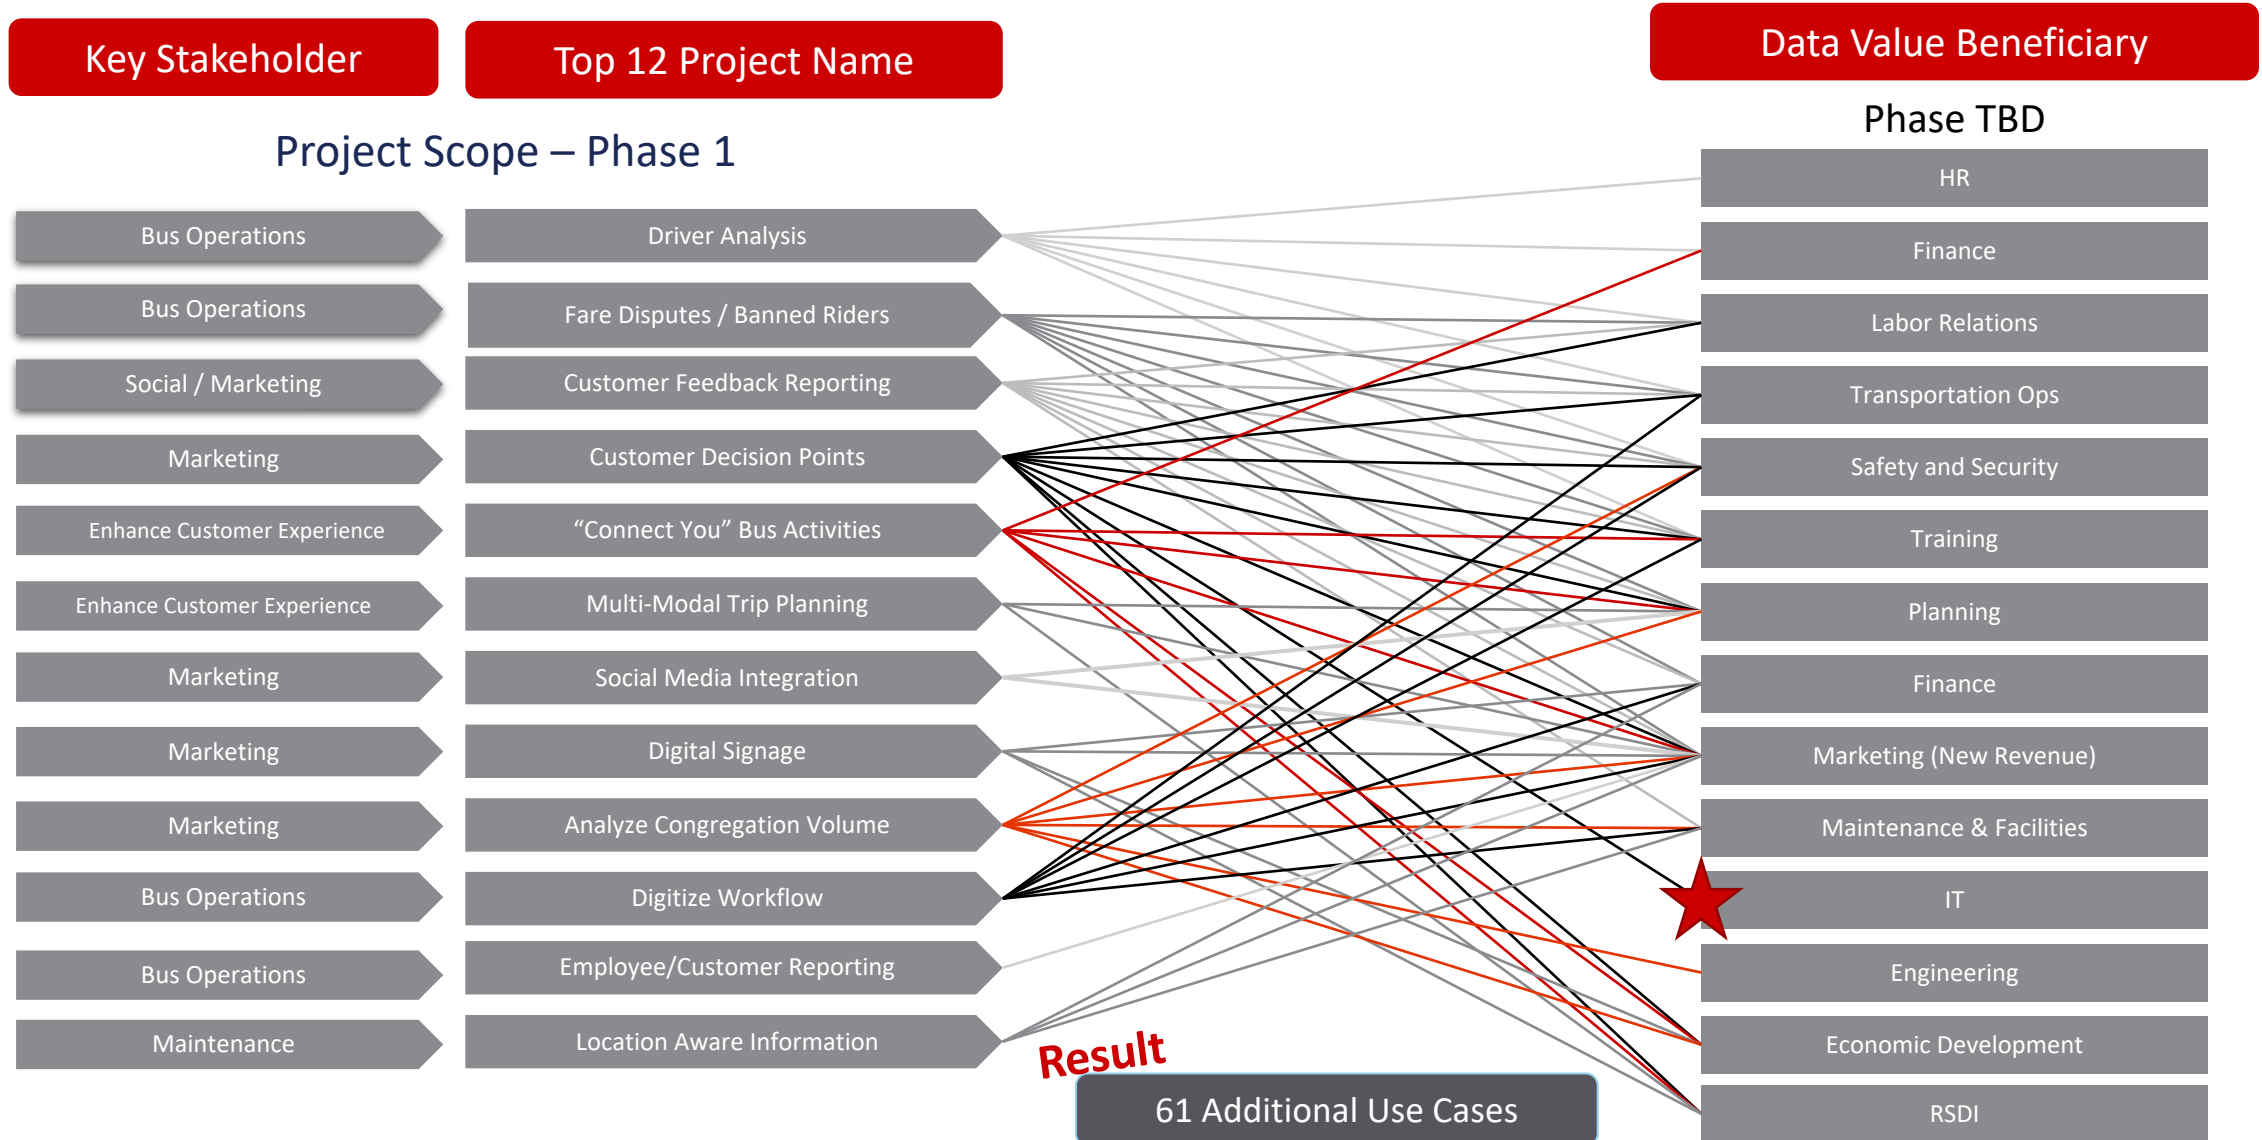 Key Stakeholder
Top 12 Project Name
Data Value Beneficiary
Project Scope – Phase 1
Phase TBD
Bus Operations
Driver Analysis
Bus Operations
Fare Disputes / Banned Riders
Social / Marketing
Customer Feedback Reporting
Marketing
Customer Decision Points
Enhance Customer Experience
“Connect You” Bus Activities
Enhance Customer Experience
Multi-Modal Trip Planning
Marketing
Social Media Integration
Marketing
Digital Signage
Marketing
Analyze Congregation Volume
Bus Operations
Digitize Workflow
Bus Operations
Employee/Customer Reporting
Maintenance
Location Aware Information
HR
Finance
Labor Relations
Transportation Ops
Safety and Security
Training
Planning
Finance
Marketing (New Revenue)
Maintenance & Facilities
IT
Engineering
Economic Development
RSDI
Result
61 Additional Use Cases